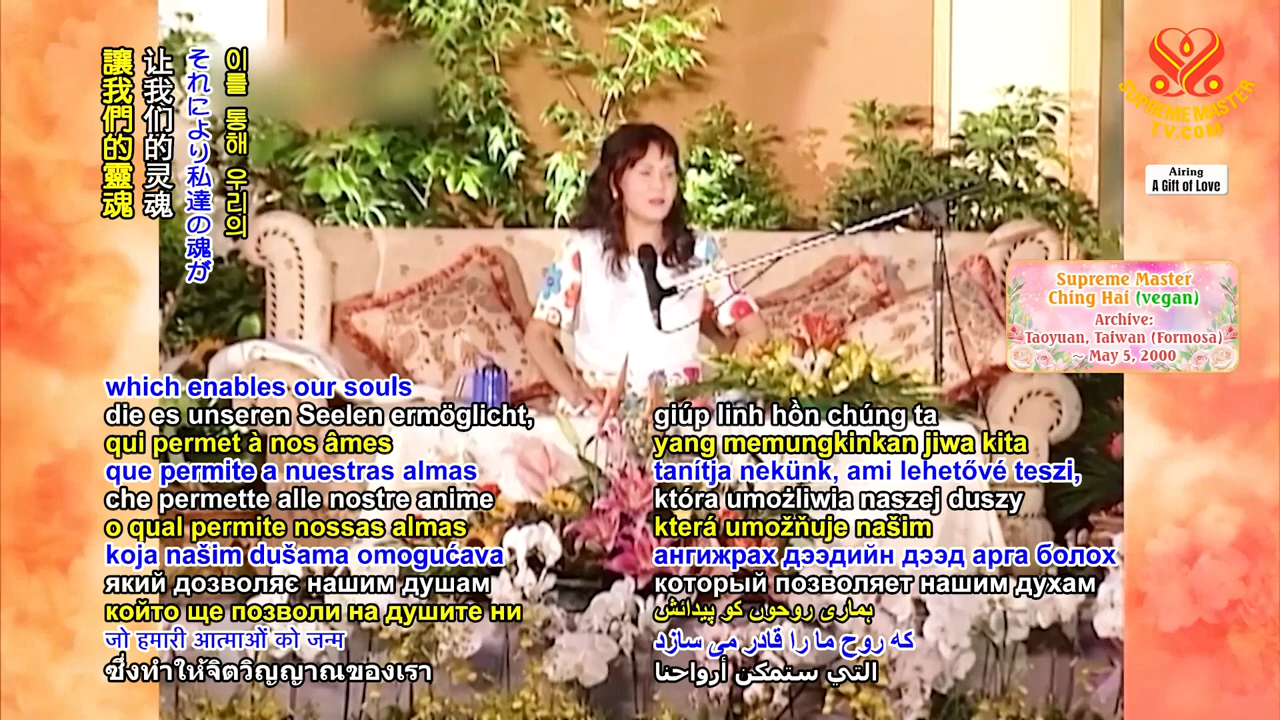 이를 통해 우리의
それにより私達の魂が
让我们的灵魂
讓我們的靈魂
which enables our souls
die es unseren Seelen ermöglicht,
qui permet à nos âmes
que permite a nuestras almas
che permette alle nostre anime
o qual permite nossas almas
koja našim dušama omogućava
який дозволяє нашим душам
който ще позволи на душите ни
जो हमारी आत्माओं को जन्म
ซึ่งทำให้จิตวิญญาณของเรา
giúp linh hồn chúng ta
yang memungkinkan jiwa kita
tanítja nekünk, ami lehetővé teszi,
która umożliwia naszej duszy
která umožňuje našim
ангижрах дээдийн дээд арга болох
который позволяет нашим духам
ہماری روحوں کو پیدائش
که روح ما را قادر می سازد
التي ستمكن أرواحنا
SUPREME MASTER
TV.COM
Airing
A Gift of Love
Supreme Master
Ching Hai (vegan)
Archive:
Taoyuan, Taiwan (Formosa)
~ May 5, 2000